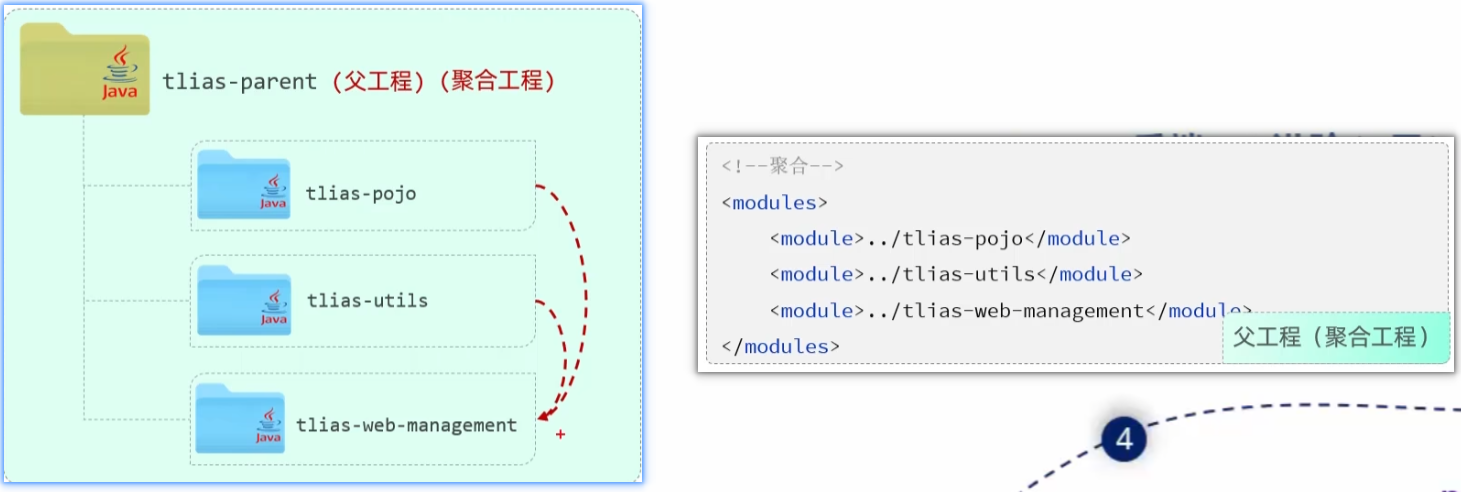 Java
tlias-parent（父工程）（聚合工程）
Java
tlias-pojo
Java
tlias-utils
Java
tlias-web-management
+
<!--聚合-->
<modules>
<module>../tlias-pojo</module>
<module>../tlias-utils</module>
<module>../tlias-web-management</module>
</modules>
父工程（聚合工程）
4